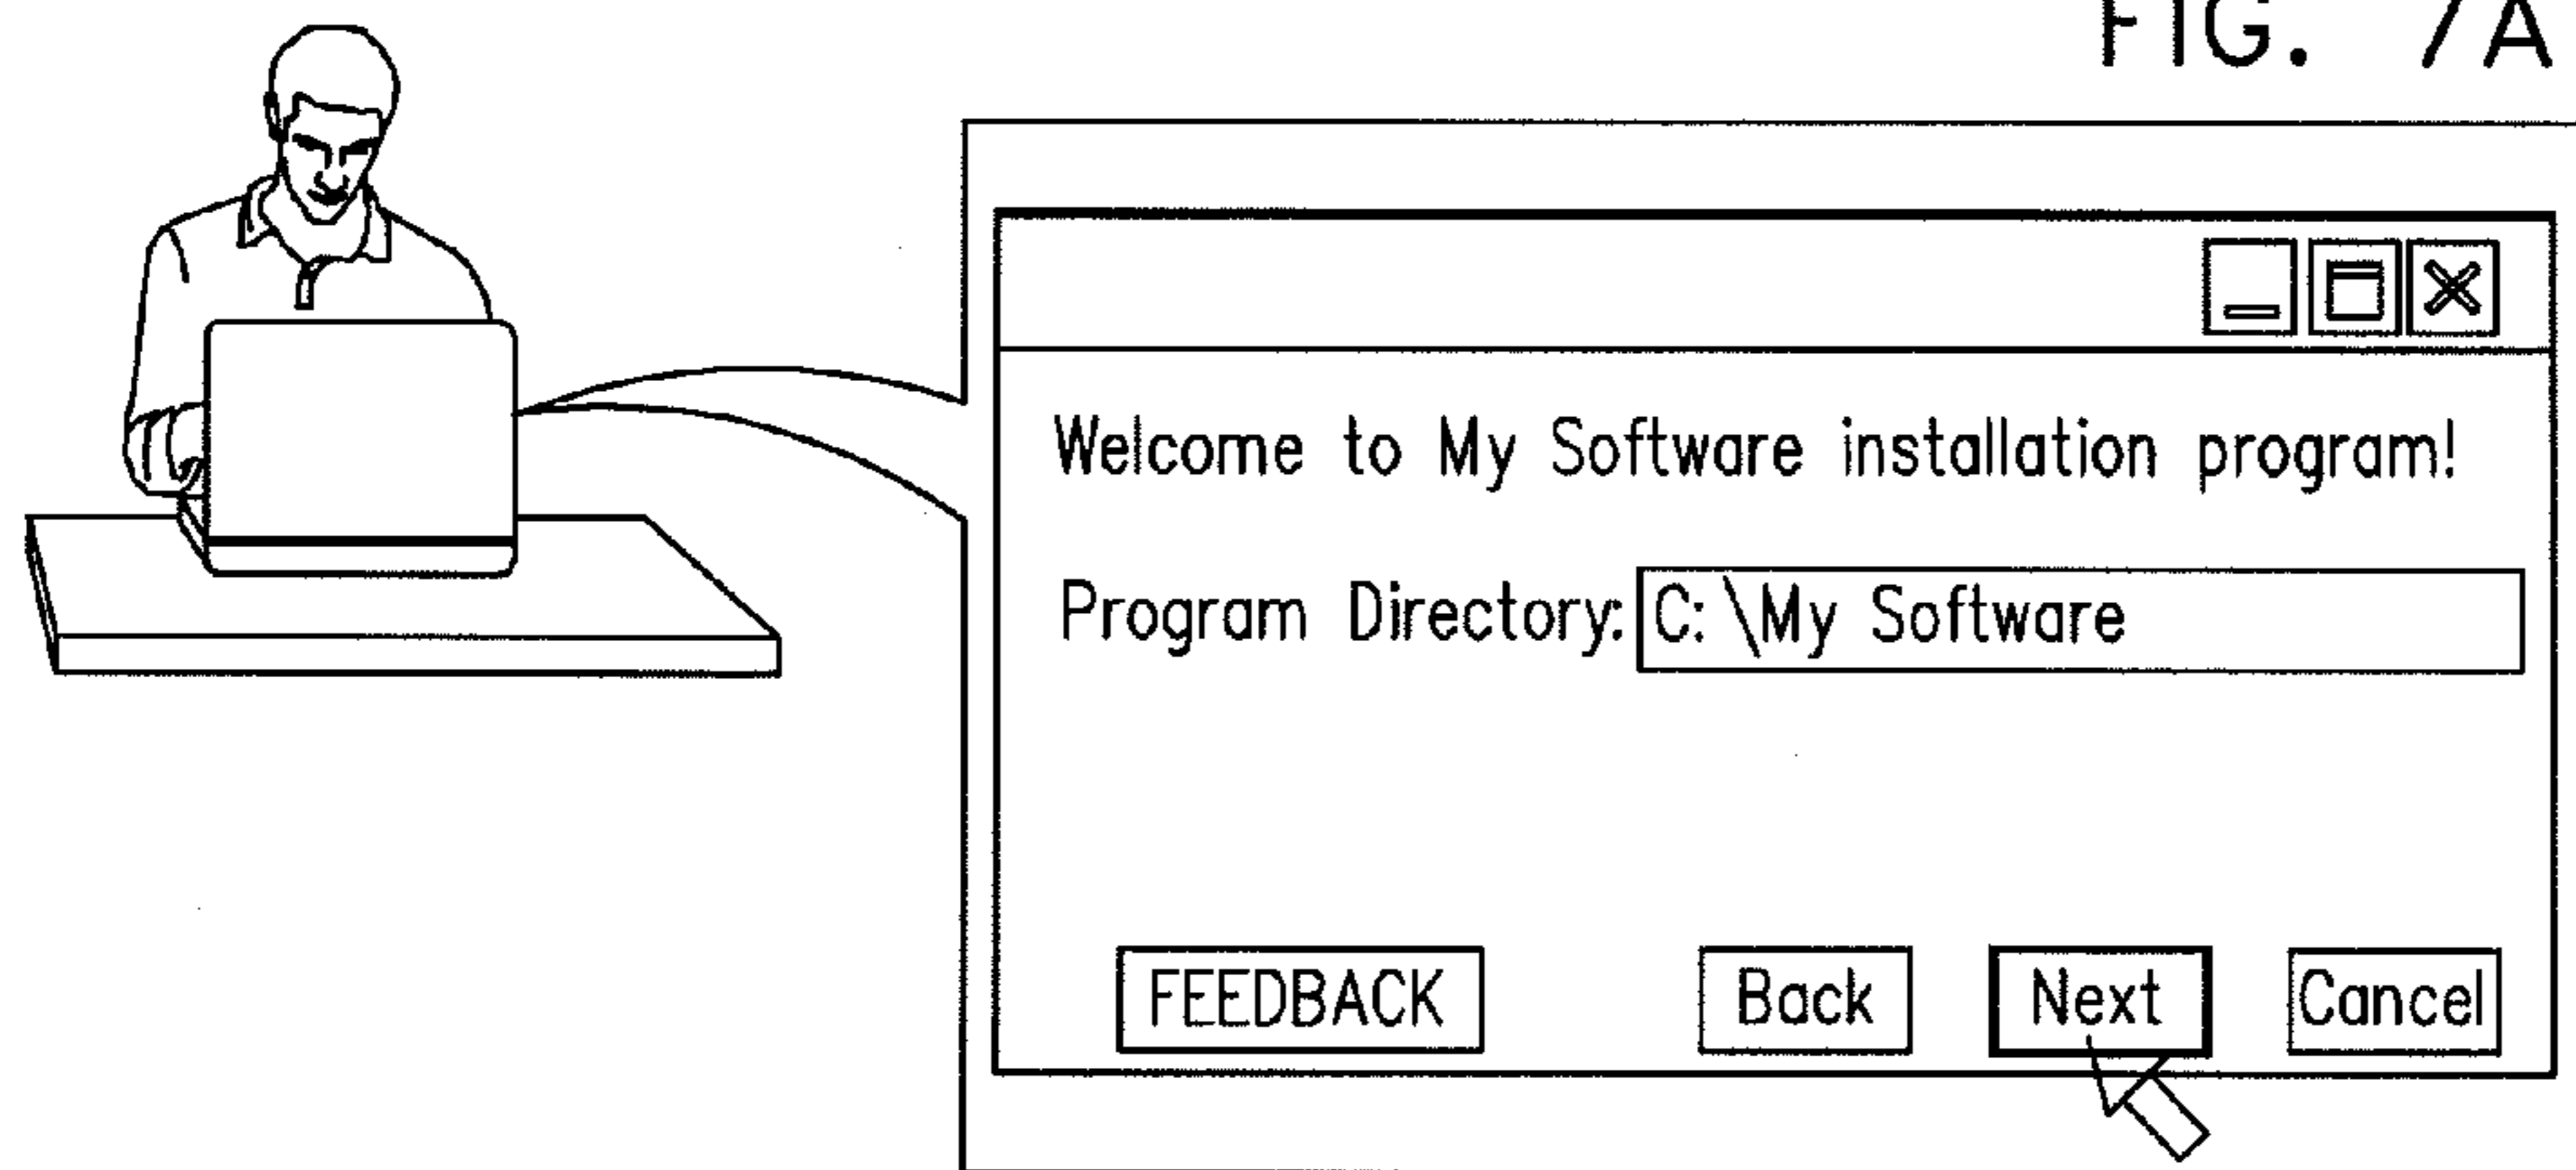 FIG. 7A
Welcome to My Software installation program!
Program Directory: C: \My Software
FEEDBACK Back Next Cancel